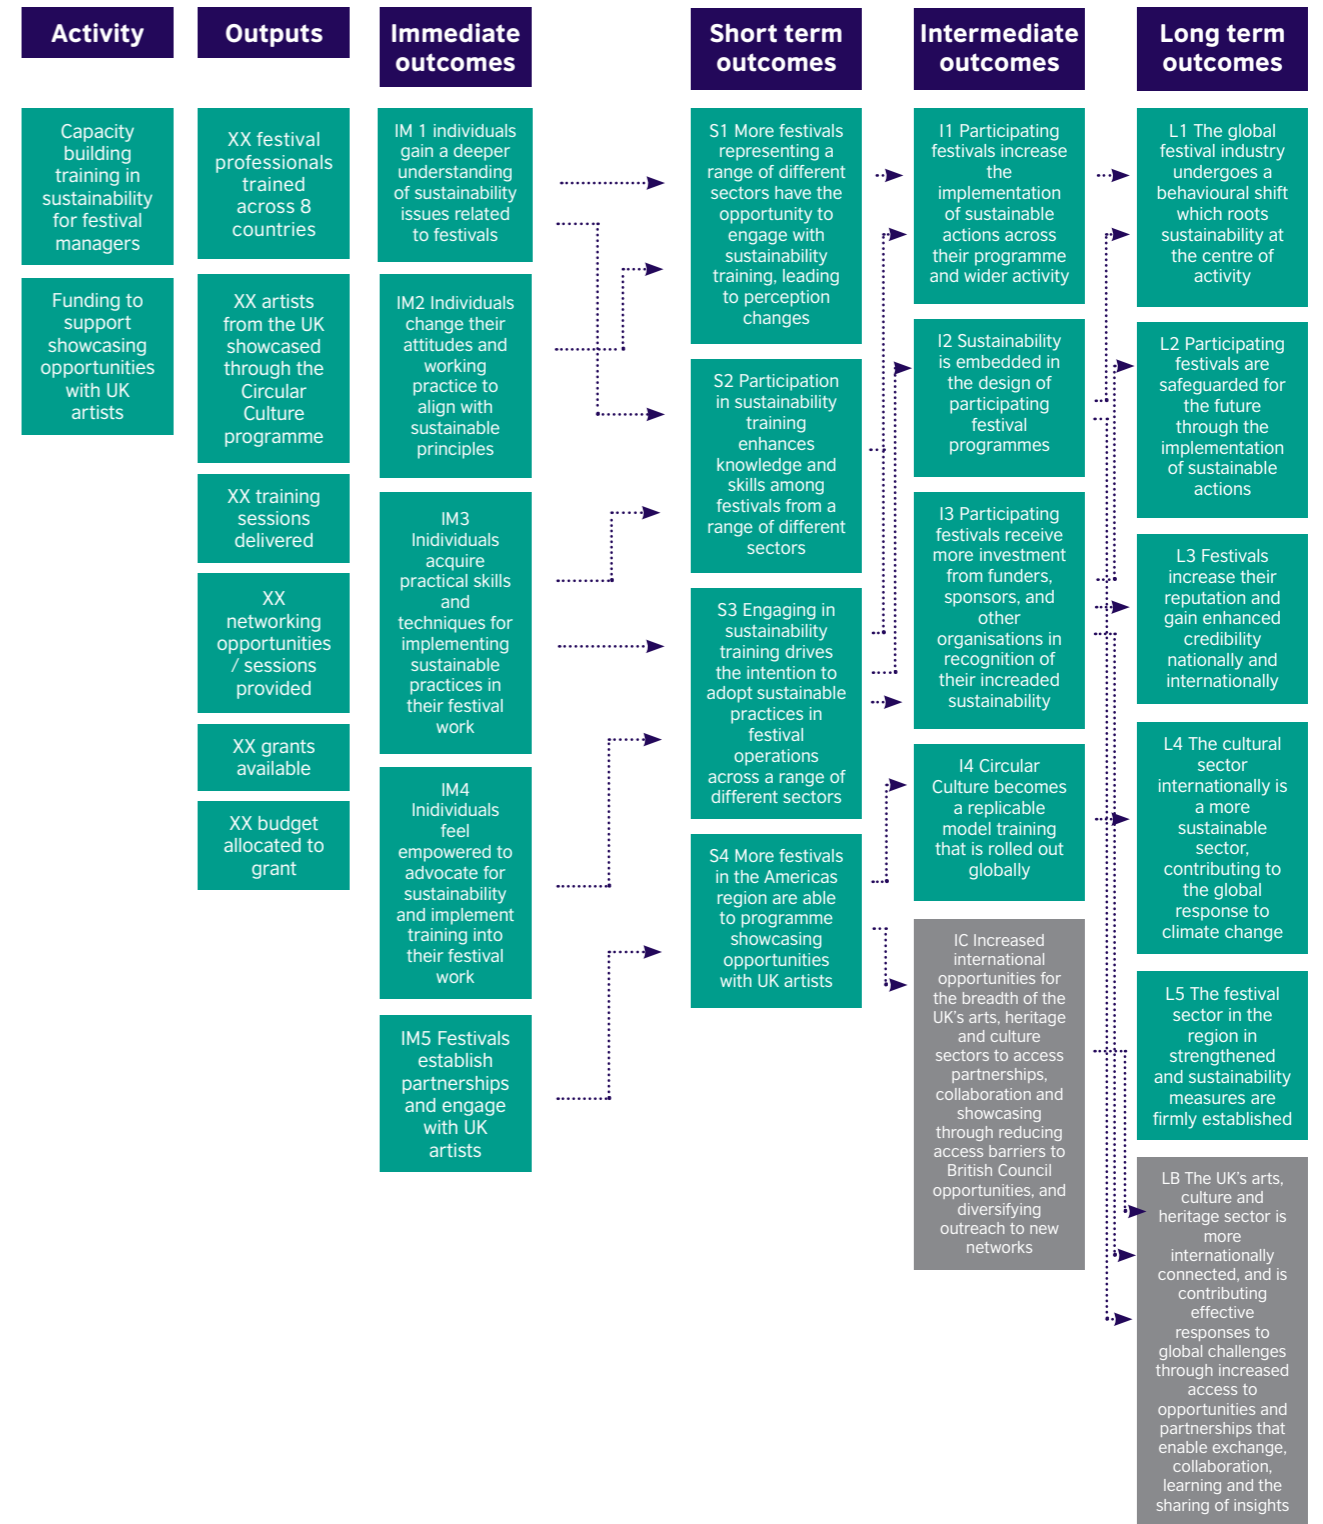 Activity
Capacity
building
training in
sustainability
for festival
managers
Funding to
support
showcasing
opportunities
with UK
artists
Outputs
XX festival
professionals
trained
across 8
countries
XX artists
from the UK
showcased
through the
Circular
Culture
programme
XX training
sessions
delivered
XX
networking
opportunities
/ sessions
provided
XX grants
available
XX budget
allocated to
grant
Immediate
outcomes
IM 1 individuals
gain a deeper
understanding
of sustainability
issues related
to festivals
IM2 Individuals
change their
attitudes and
working
practice to
align with
sustainable
principles
IM3
Inidividuals
acquire
practical skills
and
techniques for
implementing
sustainable
practices in
their festival
work
IM4
Inidividuals
feel
empowered to
advocate for
sustainability
and implement
training into
their festival
work
IM5 Festivals
establish
partnerships
and engage
with UK
artists
Short term
outcomes
S1 More festivals
representing a
range of different
sectors have the
opportunity to
engage with
sustainability
training, leading
to perception
changes
S2 Participation
in sustainability
training
enhances
knowledge and
skills among
festivals from a
range of different
sectors
S3 Engaging in
sustainability
training drives
the intention to
adopt sustainable
practices in
festival
operations
across a range of
different sectors
S4 More festivals
in the Americas
region are able
to programme
showcasing
opportunities
with UK artists
Intermediate
outcomes
I1 Participating
festivals increase
the
implementation
of sustainable
actions across
their programme
and wider activity
I2 Sustainability
is embedded in
the design of
participating
festival
programmes
I3 Participating
festivals receive
more investment
from funders,
sponsors, and
other
organisations in
recognition of
their increaded
sustainability
I4 Circular
Culture becomes
a replicable
model training
that is rolled out
globally
IC Increased
international
opportunities for
the breadth of the
UK's arts, heritage
and culture
sectors to access
partnerships,
collaboration and
showcasing
through reducing
access barriers to
British Council
opportunities, and
diversifying
outreach to new
networks
Long term
outcomes
L1 The global
festival industry
undergoes a
behavioural shift
which roots
sustainability at
the centre of
activity
L2 Participating
festivals are
safeguarded for
the future
through the
implementation
of sustainable
actions
L3 Festivals
increase their
reputation and
gain enhanced
credibility
nationally and
internationally
L4 The cultural
sector
internationally is
a more
sustainable
sector,
contributing to
the global
response to
climate change
L5 The festival
sector in the
region in
strengthened
and sustainability
measures are
firmly established
LB The UK's arts,
culture and
heritage sector is
more
internationally
connected, and is
contributing
effective
responses to
global challenges
through increased
access to
opportunities and
partnerships that
enable exchange,
collaboration,
learning and the
sharing of insights